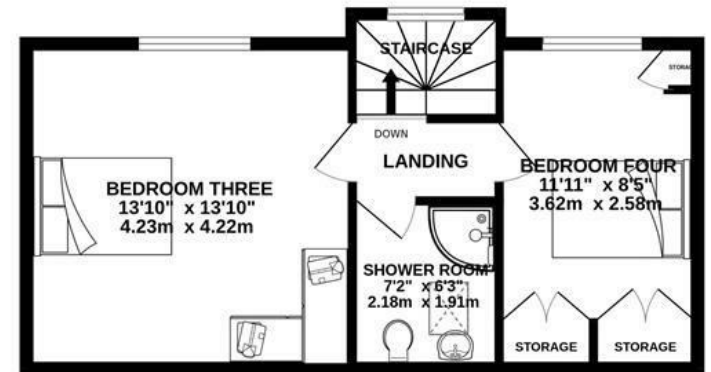 STAIRCASE
DOWN
LANDING
BEDROOM THREE
13'10" x 13'10"
4.23m x 4.22m
BEDROOM FOUR
11'11" x 8'5"
3.62m x 2.58m
SHOWER ROOM
7'2" x 6'3"
2.18m x 1.91m
STORAGE
STORAGE